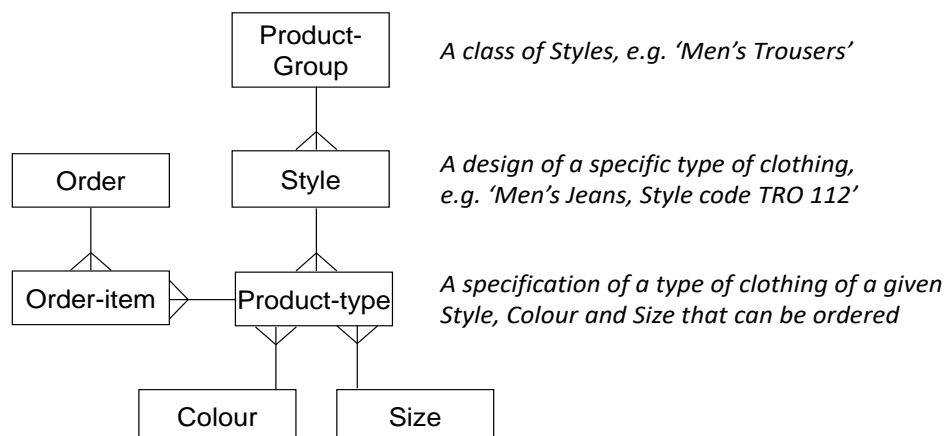 Product-
Group
A class of Styles, e.g. ‘Men’s Trousers’
Order
Style
A design of a specific type of clothing,
e.g. ‘Men’s Jeans, Style code TRO 112’
Order-item
Product-type
A specification of a type of clothing of a given
Style, Colour and Size that can be ordered
Colour
Size